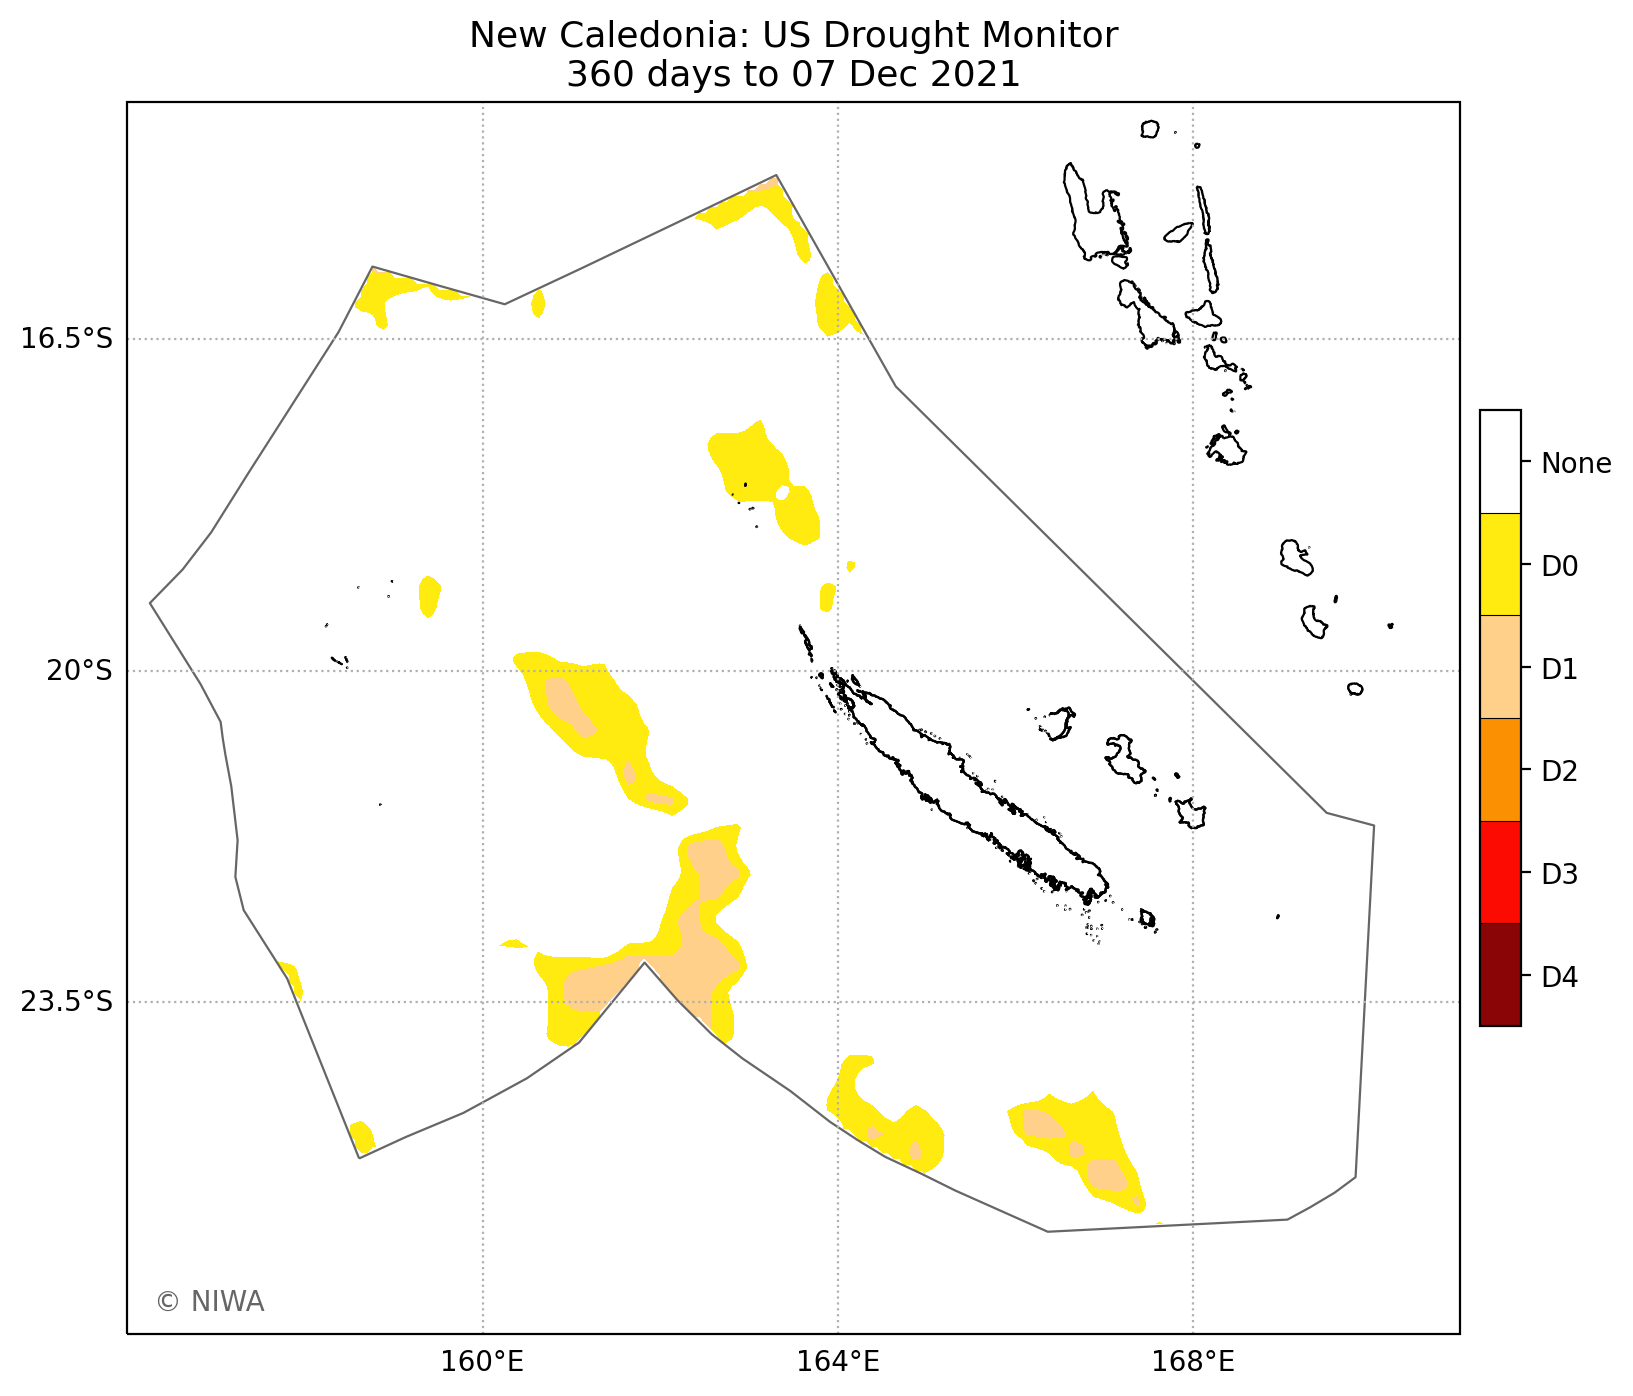 New Caledonia: US Drought Monitor
360 days to 07 Dec 2021
16.5°S
20°S
23.5°S
160°E
164°E
168°E
None
D0
D1
D2
D3
D4
© NIWA